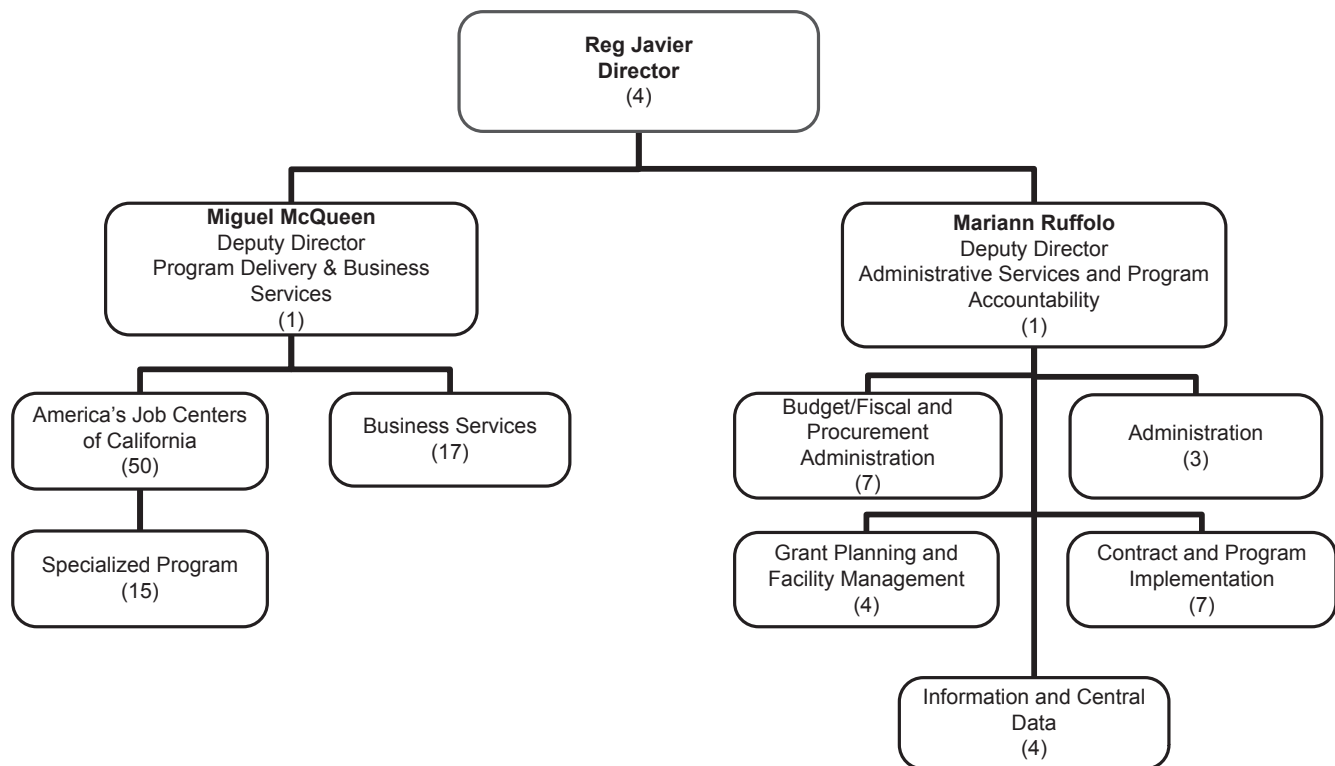 Reg Javier
Director
(4)
Miguel McQueen
Deputy Director
Program Delivery & Business
Services
(1)
Mariann Ruffolo
Deputy Director
Administrative Services and Program
Accountability
(1)
America’s Job Centers
of California
(50)
Business Services
(17)
Budget/Fiscal and
Procurement
Administration
(7)
Administration
(3)
Specialized Program
(15)
Grant Planning and
Facility Management
(4)
Contract and Program
Implementation
(7)
Information and Central
Data
(4)